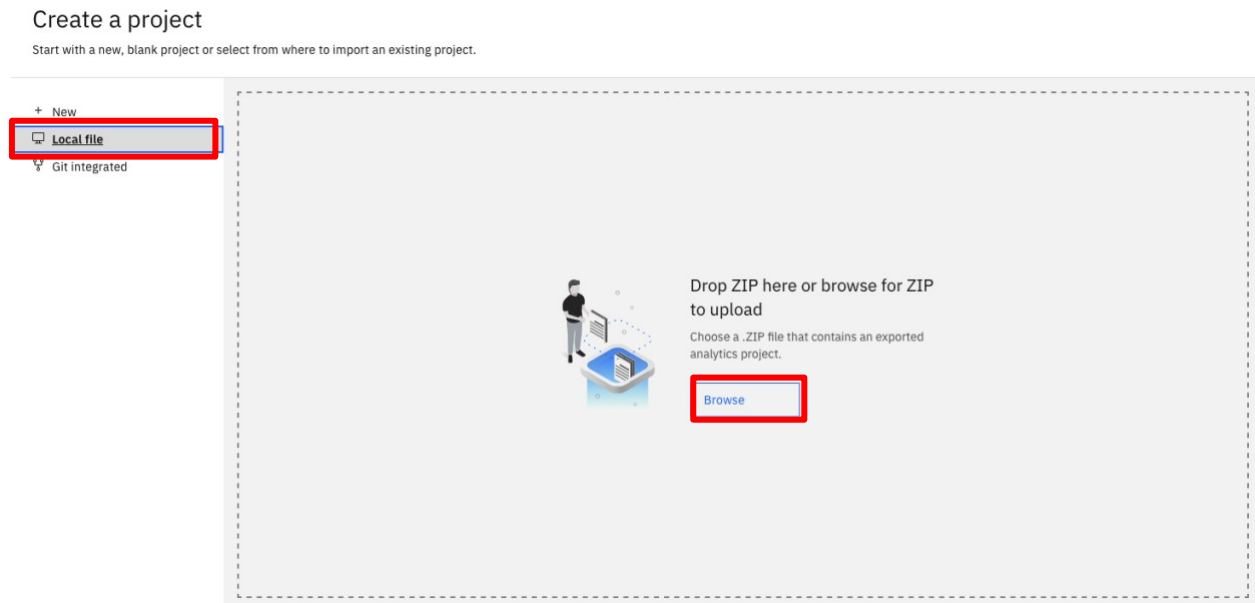 Create a project
Start with a new, blank project or select from where to import an existing project.
+ New
Local file
Git integrated
Drop ZIP here or browse for ZIP
to upload
Choose a .ZIP file that contains an exported
analytics project.
Browse